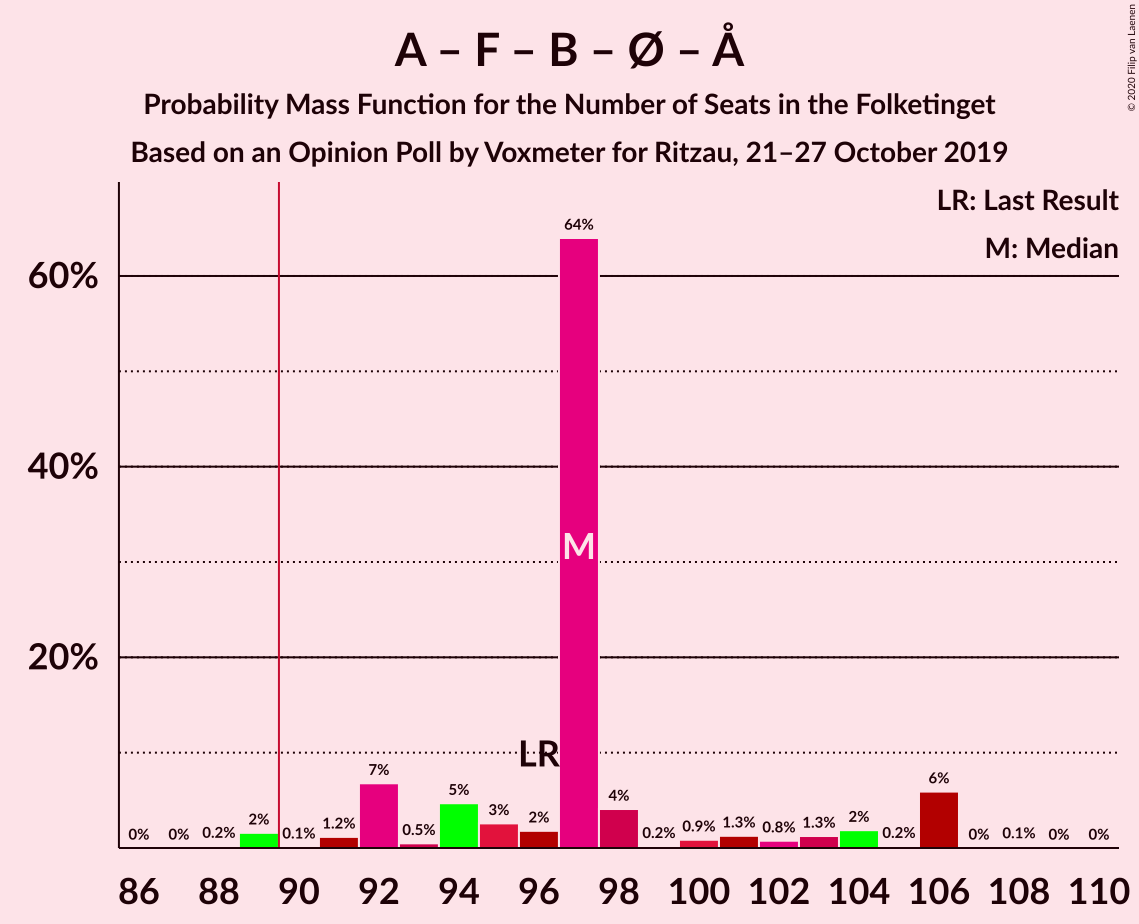 A – F – B – Ø – Å
Probability Mass Function for the Number of Seats in the Folketinget
Based on an Opinion Poll by Voxmeter for Ritzau, 21–27 October 2019
© 2020 Filip van Laenen
LR: Last Result
M: Median
64%
60%
M
40%
20%
LR
0% 0% 0.2% 2% 0.1% 1.2% 7% 0.5% 5% 3% 2% 4% 0.2% 0.9% 1.3% 0.8% 1.3% 2% 0.2% 6% 0% 0.1% 0% 0%
86 88 90 92 94 96 98 100 102 104 106 108 110